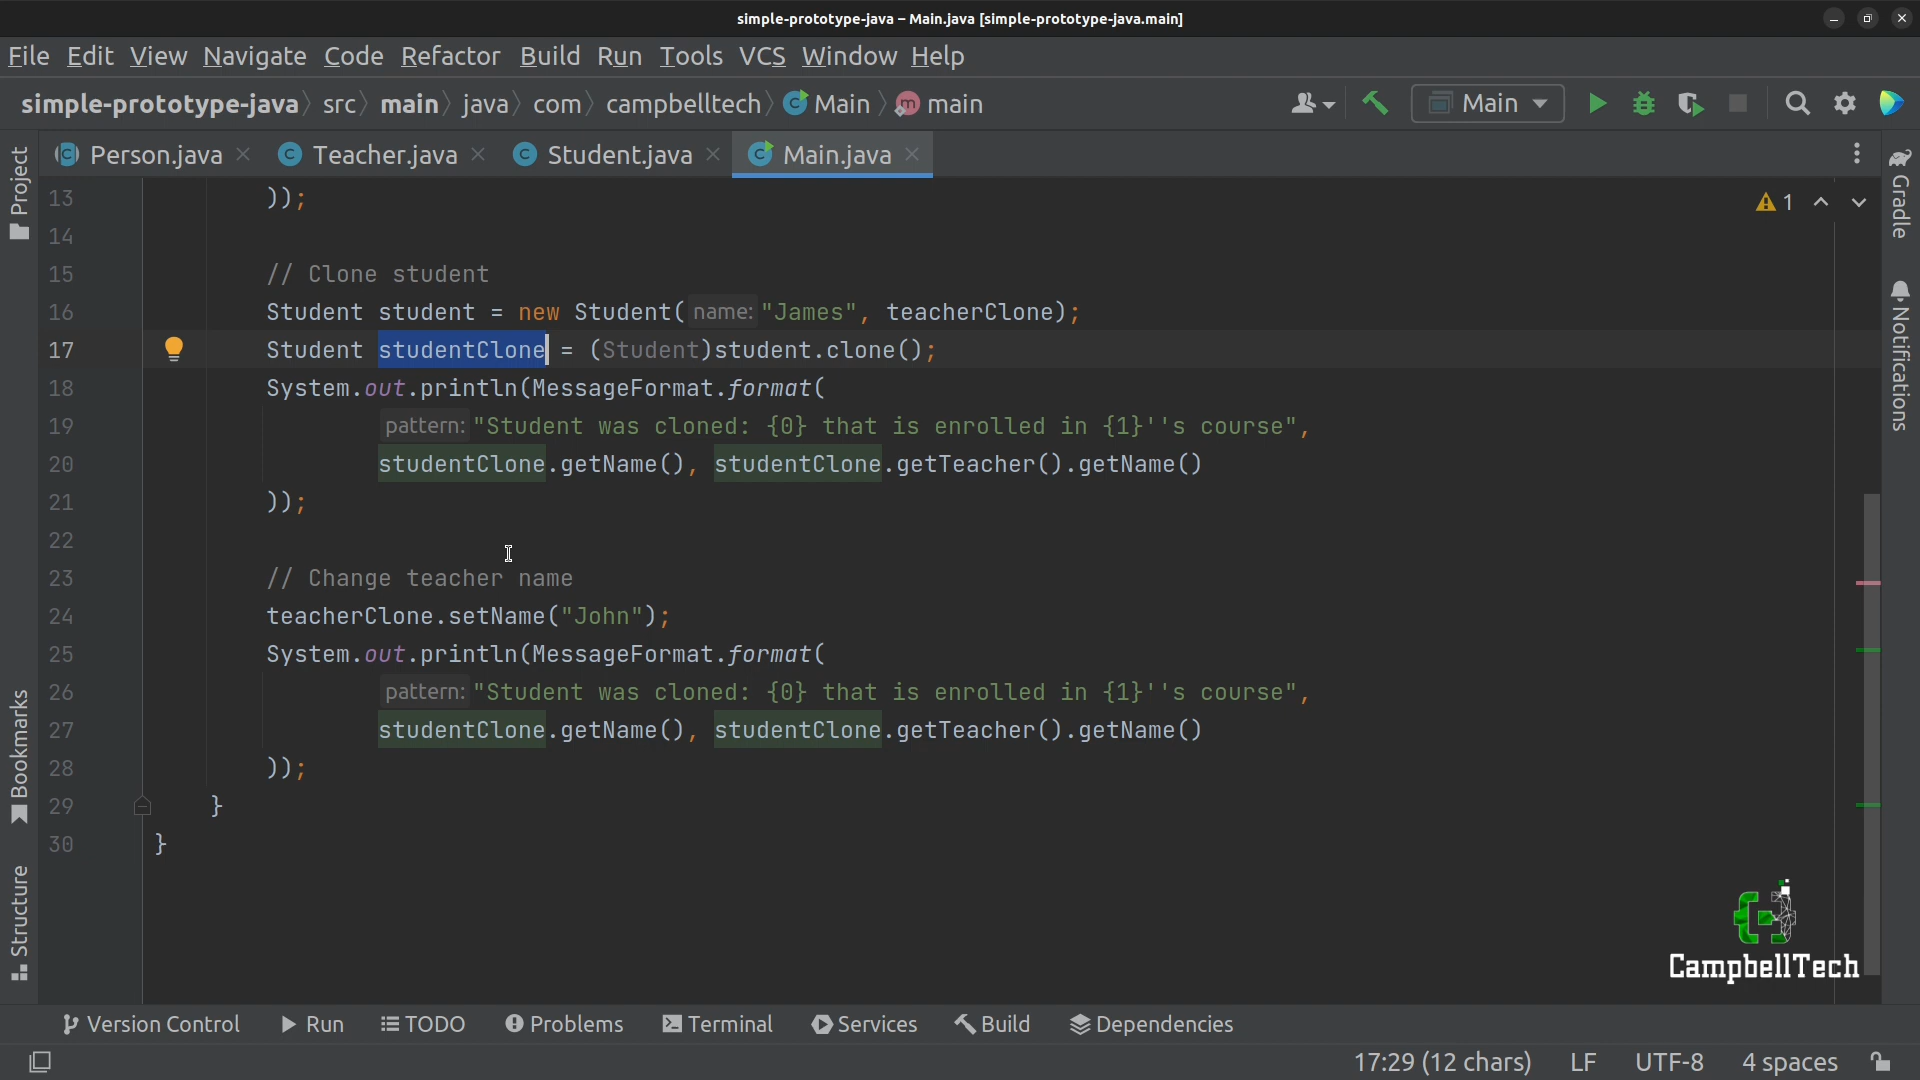 simple-prototype-java – Main.java [simple-prototype-java.main]
File Edit View Navigate Code Refactor Build Run Tools VCS Window Help
simple-prototype-java src main java com campbelltech Main main
Main
Person.java Teacher.java Student.java Main.java
Project
Bookmarks
Structure
Gradle
Notifications
1
13 ));
14
15 // Clone student
16 Student student = new Student( name: "James", teacherClone);
17 Student studentClone = (Student)student.clone();
18 System.out.println(MessageFormat.format(
19 pattern: "Student was cloned: {0} that is enrolled in {1}''s course",
20 studentClone.getName(), studentClone.getTeacher().getName()
21 ));
22
23 // Change teacher name
24 teacherClone.setName("John");
25 System.out.println(MessageFormat.format(
26 pattern: "Student was cloned: {0} that is enrolled in {1}''s course",
27 studentClone.getName(), studentClone.getTeacher().getName()
28 ));
29 }
30 }
CampbellTech
Version Control Run TODO Problems Terminal Services Build Dependencies
17:29 (12 chars) LF UTF-8 4 spaces